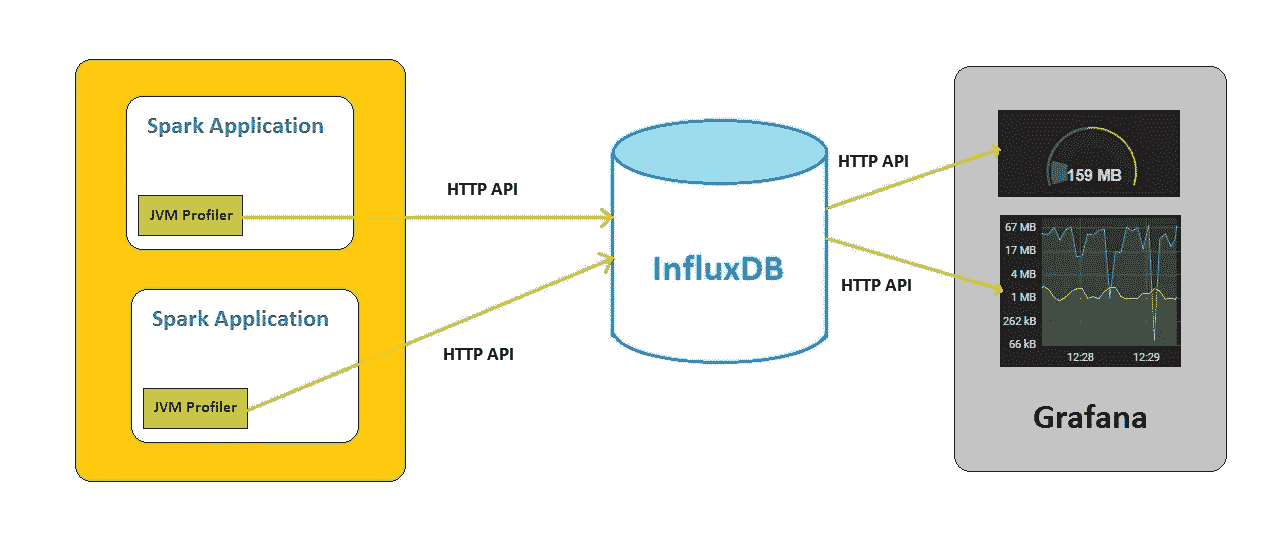 Spark Application
JVM Profiler
Spark Application
JVM Profiler
HTTP API
HTTP API
InfluxDB
HTTP API
HTTP API
159 MB
67 MB
17 MB
4 MB
1 MB
262 kB
66 kB
12:28
12:29
Grafana